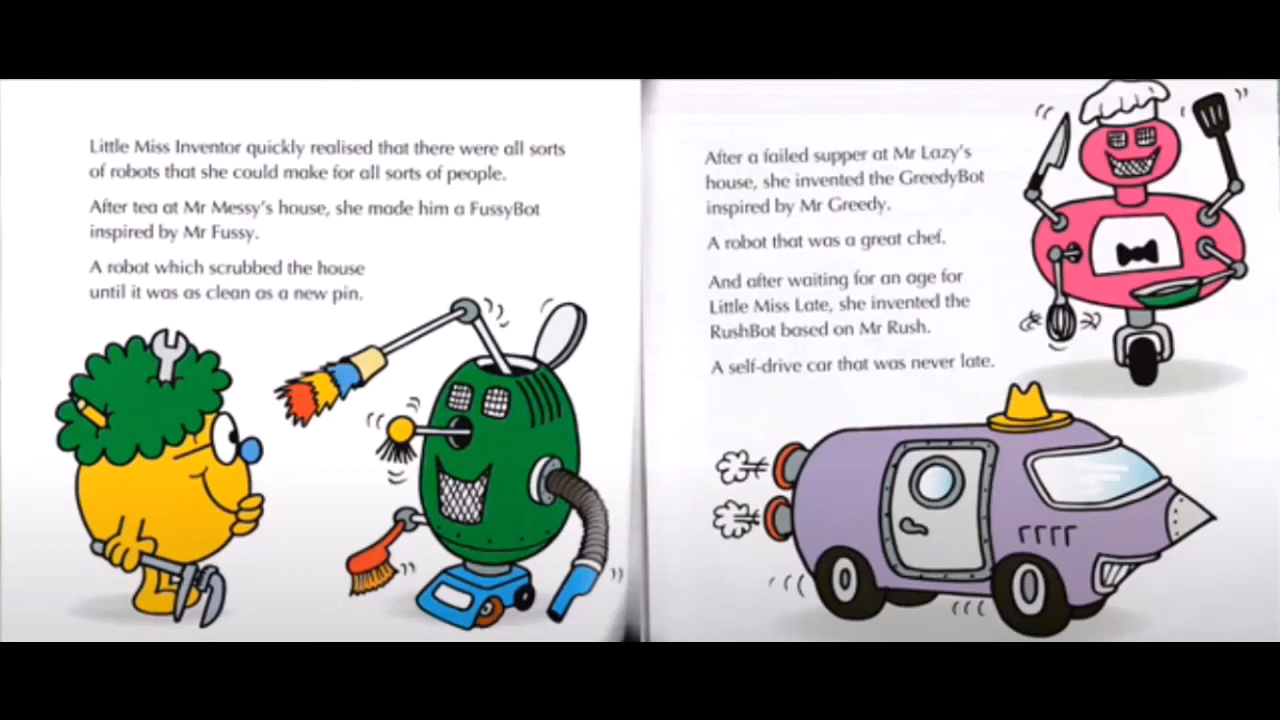 Little Miss Inventor quickly realised that there were all sorts
of robots that she could make for all sorts of people.
After tea at Mr Messy's house, she made him a FussyBot
inspired by Mr Fussy.
A robot which scrubbed the house
until it was as clean as a new pin.
After a failed supper at Mr Lazy's
house, she invented the GreedyBot
inspired by Mr Greedy.
A robot that was a great chef.
And after waiting for an age for
Little Miss Late, she invented the
RushBot based on Mr Rush.
A self-drive car that was never late.